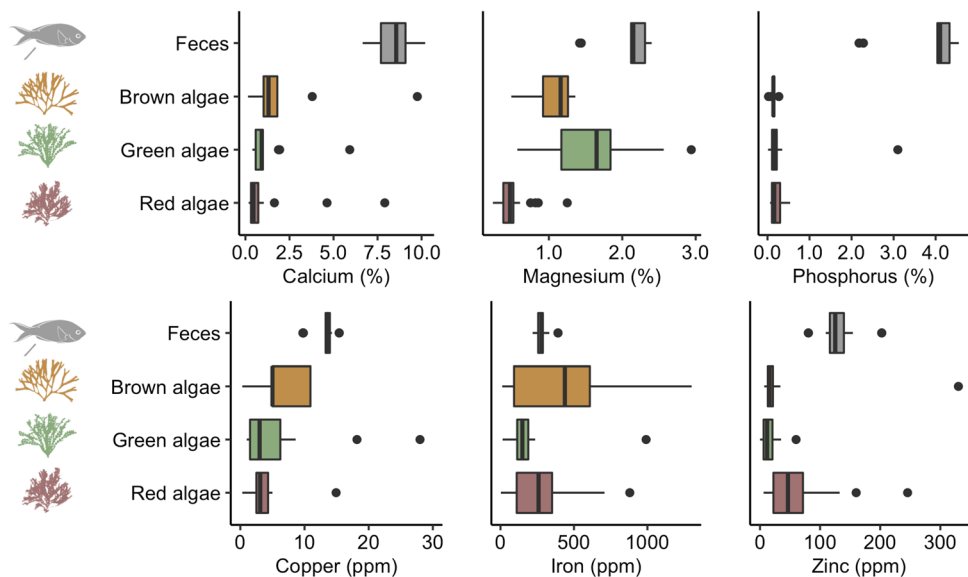 Feces
Brown algae
Green algae
Red algae
0.0 2.5 5.0 7.5 10.0
Calcium (%)
1.0 2.0 3.0
Magnesium (%)
0.0 1.0 2.0 3.0 4.0
Phosphorus (%)
Feces
Brown algae
Green algae
Red algae
0 10 20 30
Copper (ppm)
0 500 1000
Iron (ppm)
0 100 200 300
Zinc (ppm)